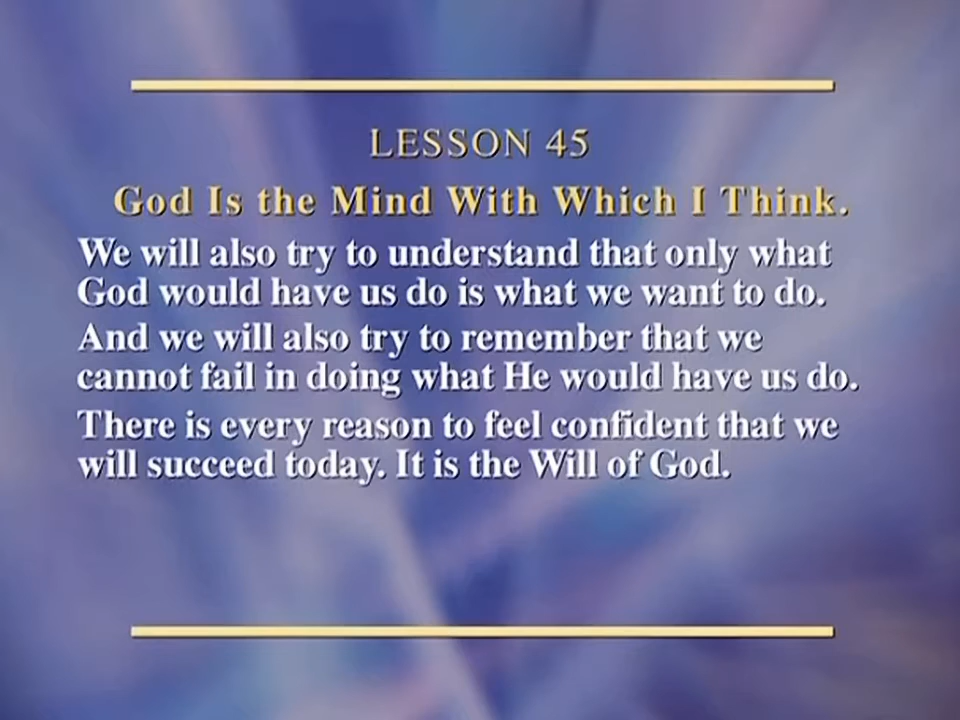 LESSON 45
God Is the Mind With Which I Think.
We will also try to understand that only what
God would have us do is what we want to do.
And we will also try to remember that we
cannot fail in doing what He would have us do.
There is every reason to feel confident that we
will succeed today. It is the Will of God.